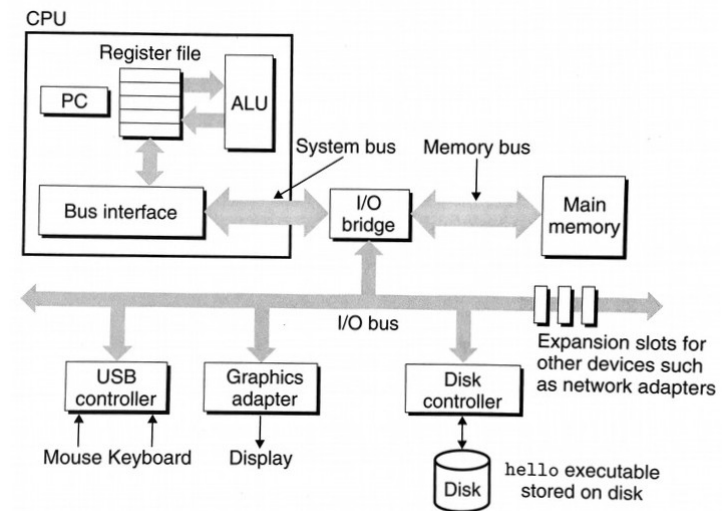 CPU
Register file
PC
ALU
System bus
Memory bus
Bus interface
I/O
bridge
Main
memory
I/O bus
Expansion slots for
other devices such
as network adapters
USB
controller
Graphics
adapter
Disk
controller
Mouse Keyboard
Display
Disk
hello executable
stored on disk